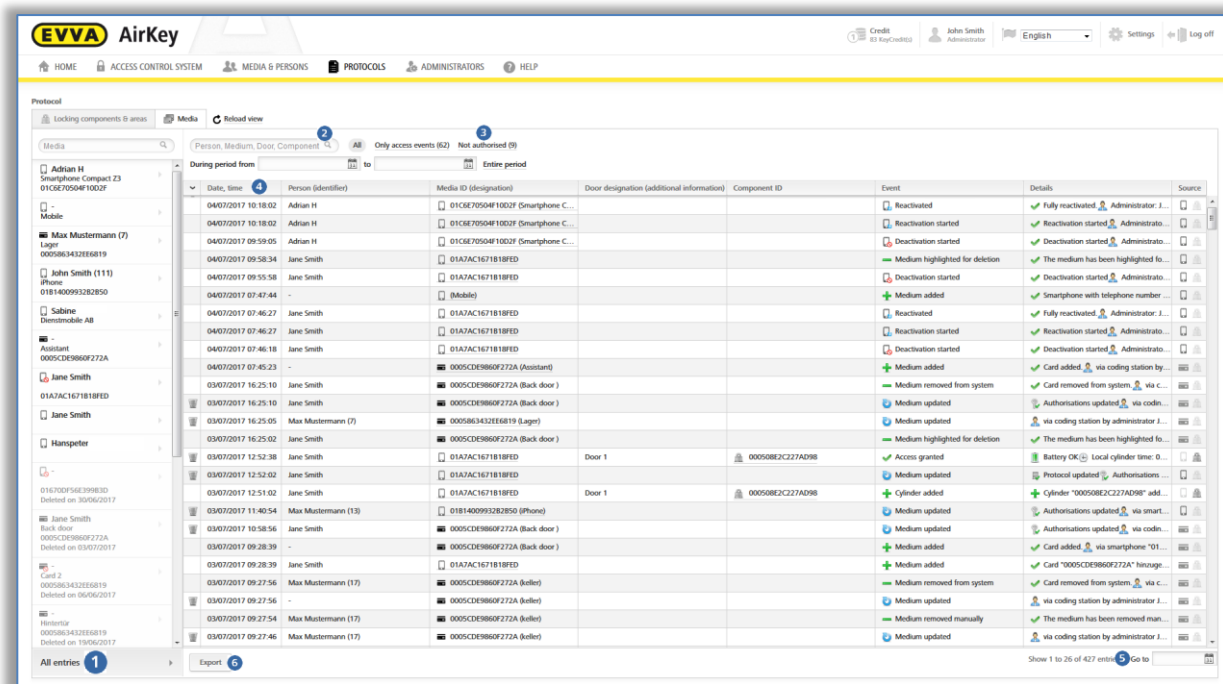 EVVA AirKey
Credit
83 KeyCredit(s)
John Smith
Administrator
English
Settings
Log off
HOME ACCESS CONTROL SYSTEM MEDIA & PERSONS PROTOCOLS ADMINISTRATORS HELP
Protocol
Locking components & areas Media Reload view
Media
Person, Medium, Door, Component 2 All Only access events (62) Not authorised (9) 3
During period from to Entire period
Adrian H
Smartphone Compact Z3
01C6E70504F10D2F
-
Mobile
Max Mustermann (7)
Lager
0005863432EE6819
John Smith (111)
iPhone
01B14009932B2B50
Sabine
Dienstmobile AB
-
Assistant
0005CDE9860F272A
Jane Smith
01A7AC1671B18FED
Jane Smith
Hanspeter
-
01670DF56E399B3D
Deleted on 30/06/2017
Jane Smith
Back door
0005CDE9860F272A
Deleted on 03/07/2017
-
Card 2
0005863432EE6819
Deleted on 06/06/2017
-
Hintertür
0005863432EE6819
Deleted on 19/06/2017
All entries 1
Date, time 4 Person (identifier) Media ID (designation) Door designation (additional information) Component ID Event Details Source
04/07/2017 10:18:02 Adrian H 01C6E70504F10D2F (Smartphone C... Reactivated Fully reactivated. Administrator: J...
04/07/2017 10:18:02 Adrian H 01C6E70504F10D2F (Smartphone C... Reactivation started Reactivation started Administrato...
04/07/2017 09:59:05 Adrian H 01C6E70504F10D2F (Smartphone C... Deactivation started Deactivation started Administrato...
04/07/2017 09:58:34 Jane Smith 01A7AC1671B18FED Medium highlighted for deletion The medium has been highlighted fo...
04/07/2017 09:55:58 Jane Smith 01A7AC1671B18FED Deactivation started Deactivation started Administrato...
04/07/2017 07:47:44 - (Mobile) Medium added Smartphone with telephone number ...
04/07/2017 07:46:27 Jane Smith 01A7AC1671B18FED Reactivated Fully reactivated. Administrator: J...
04/07/2017 07:46:27 Jane Smith 01A7AC1671B18FED Reactivation started Reactivation started Administrato...
04/07/2017 07:46:18 Jane Smith 01A7AC1671B18FED Deactivation started Deactivation started Administrato...
04/07/2017 07:45:23 - 0005CDE9860F272A (Assistant) Medium added Card added. via coding station by...
03/07/2017 16:25:10 Jane Smith 0005CDE9860F272A (Back door ) Medium removed from system Card removed from system. via c...
03/07/2017 16:25:10 Jane Smith 0005CDE9860F272A (Back door ) Medium updated Authorisations updated via codin...
03/07/2017 16:25:05 Max Mustermann (7) 0005863432EE6819 (Lager) Medium updated via coding station by administrator J...
03/07/2017 16:25:02 Jane Smith 0005CDE9860F272A (Back door ) Medium highlighted for deletion The medium has been highlighted fo...
03/07/2017 12:52:38 Jane Smith 01A7AC1671B18FED Door 1 000508E2C227AD98 Access granted Battery OK Local cylinder time: 0...
03/07/2017 12:52:02 Jane Smith 01A7AC1671B18FED Medium updated Protocol updated Authorisations ...
03/07/2017 12:51:02 Jane Smith 01A7AC1671B18FED Door 1 000508E2C227AD98 Cylinder added Cylinder "000508E2C227AD98" add...
03/07/2017 11:40:54 Max Mustermann (13) 01B14009932B2B50 (iPhone) Medium updated Authorisations updated via smart...
03/07/2017 10:58:56 Jane Smith 0005CDE9860F272A (Back door ) Medium updated Authorisations updated via codin...
03/07/2017 09:28:39 - 0005CDE9860F272A (Back door ) Medium added Card added. via smartphone "01...
03/07/2017 09:28:39 Jane Smith 01A7AC1671B18FED Medium added Card "0005CDE9860F272A" hinzuge...
03/07/2017 09:27:56 Max Mustermann (17) 0005CDE9860F272A (keller) Medium removed from system Card removed from system. via c...
03/07/2017 09:27:56 - 0005CDE9860F272A (keller) Medium updated via coding station by administrator J...
03/07/2017 09:27:54 Max Mustermann (17) 0005CDE9860F272A (keller) Medium removed manually The medium has been removed man...
03/07/2017 09:27:46 Max Mustermann (17) 0005CDE9860F272A (keller) Medium updated via coding station by administrator J...
Export 6 Show 1 to 26 of 427 entrie 5 Go to